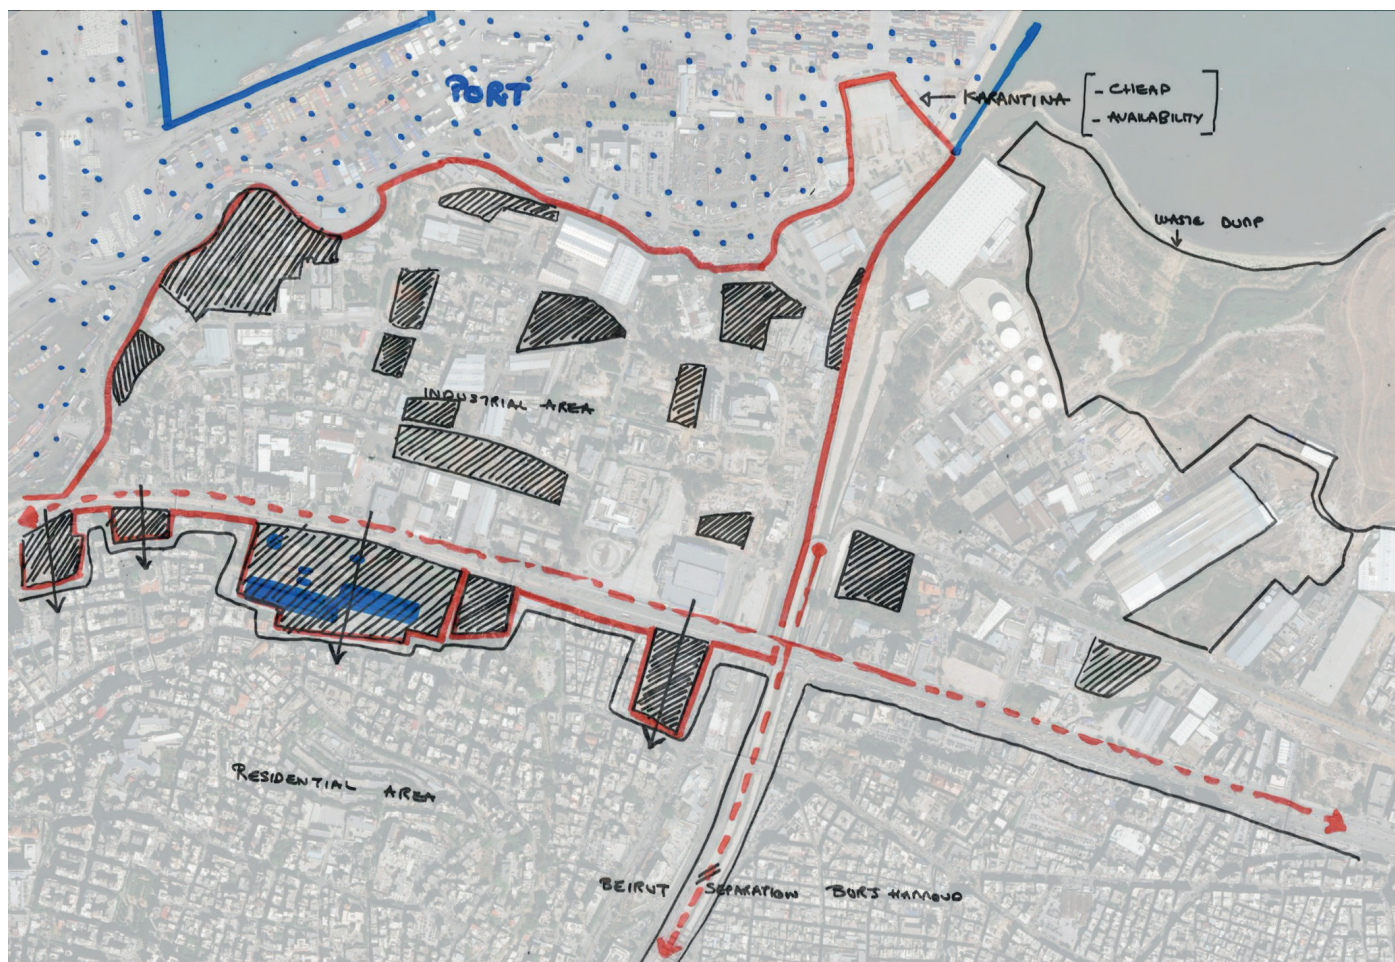 PORT
← KARANTINA
- CHEAP
- AVAILABILITY
WASTE DUMP
INDUSTRIAL AREA
RESIDENTIAL AREA
BEIRUT SEPARATION BORJ HAMMOUD